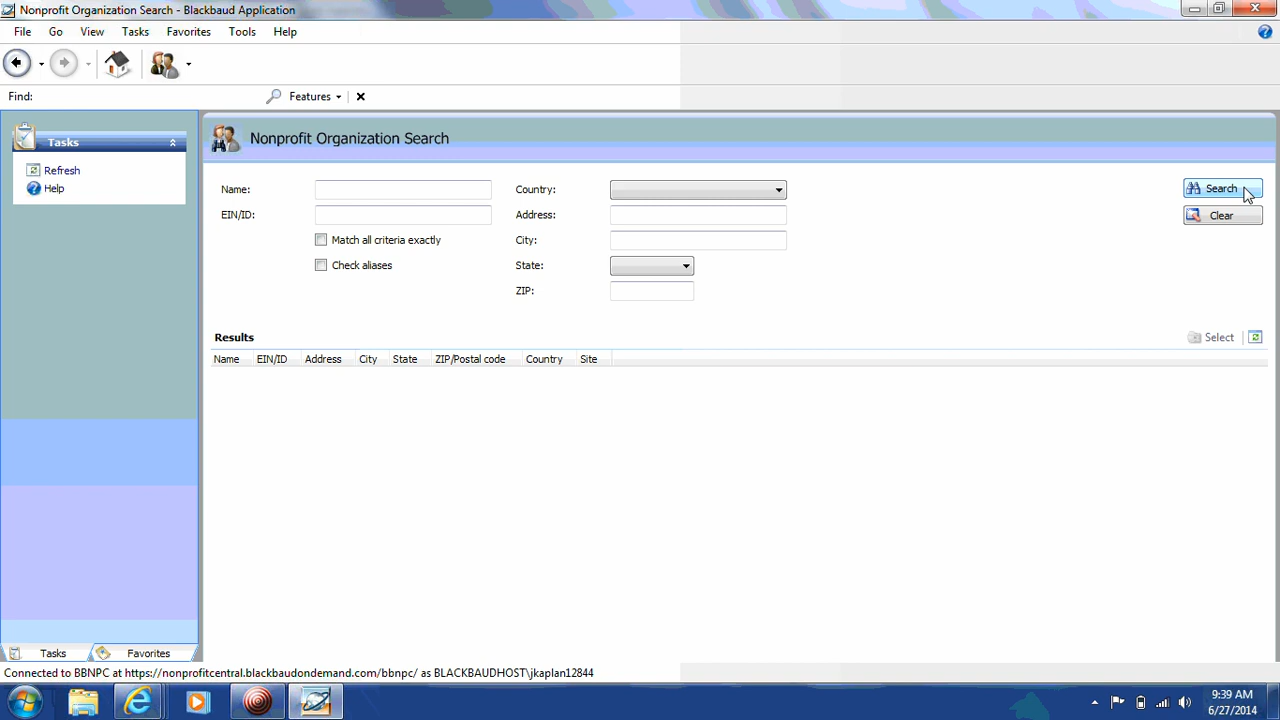 Nonprofit Organization Search - Blackbaud Application
File Go View Tasks Favorites Tools Help
Find: Features
Tasks
Refresh
Help
Nonprofit Organization Search
Name: Country: Search
EIN/ID: Address: Clear
Match all criteria exactly City:
Check aliases State:
ZIP:
Results Select
Name EIN/ID Address City State ZIP/Postal code Country Site
Tasks Favorites
Connected to BBNPC at https://nonprofitcentral.blackbaudondemand.com/bbnpc/ as BLACKBAUDHOST\jkaplan12844
9:39 AM
6/27/2014